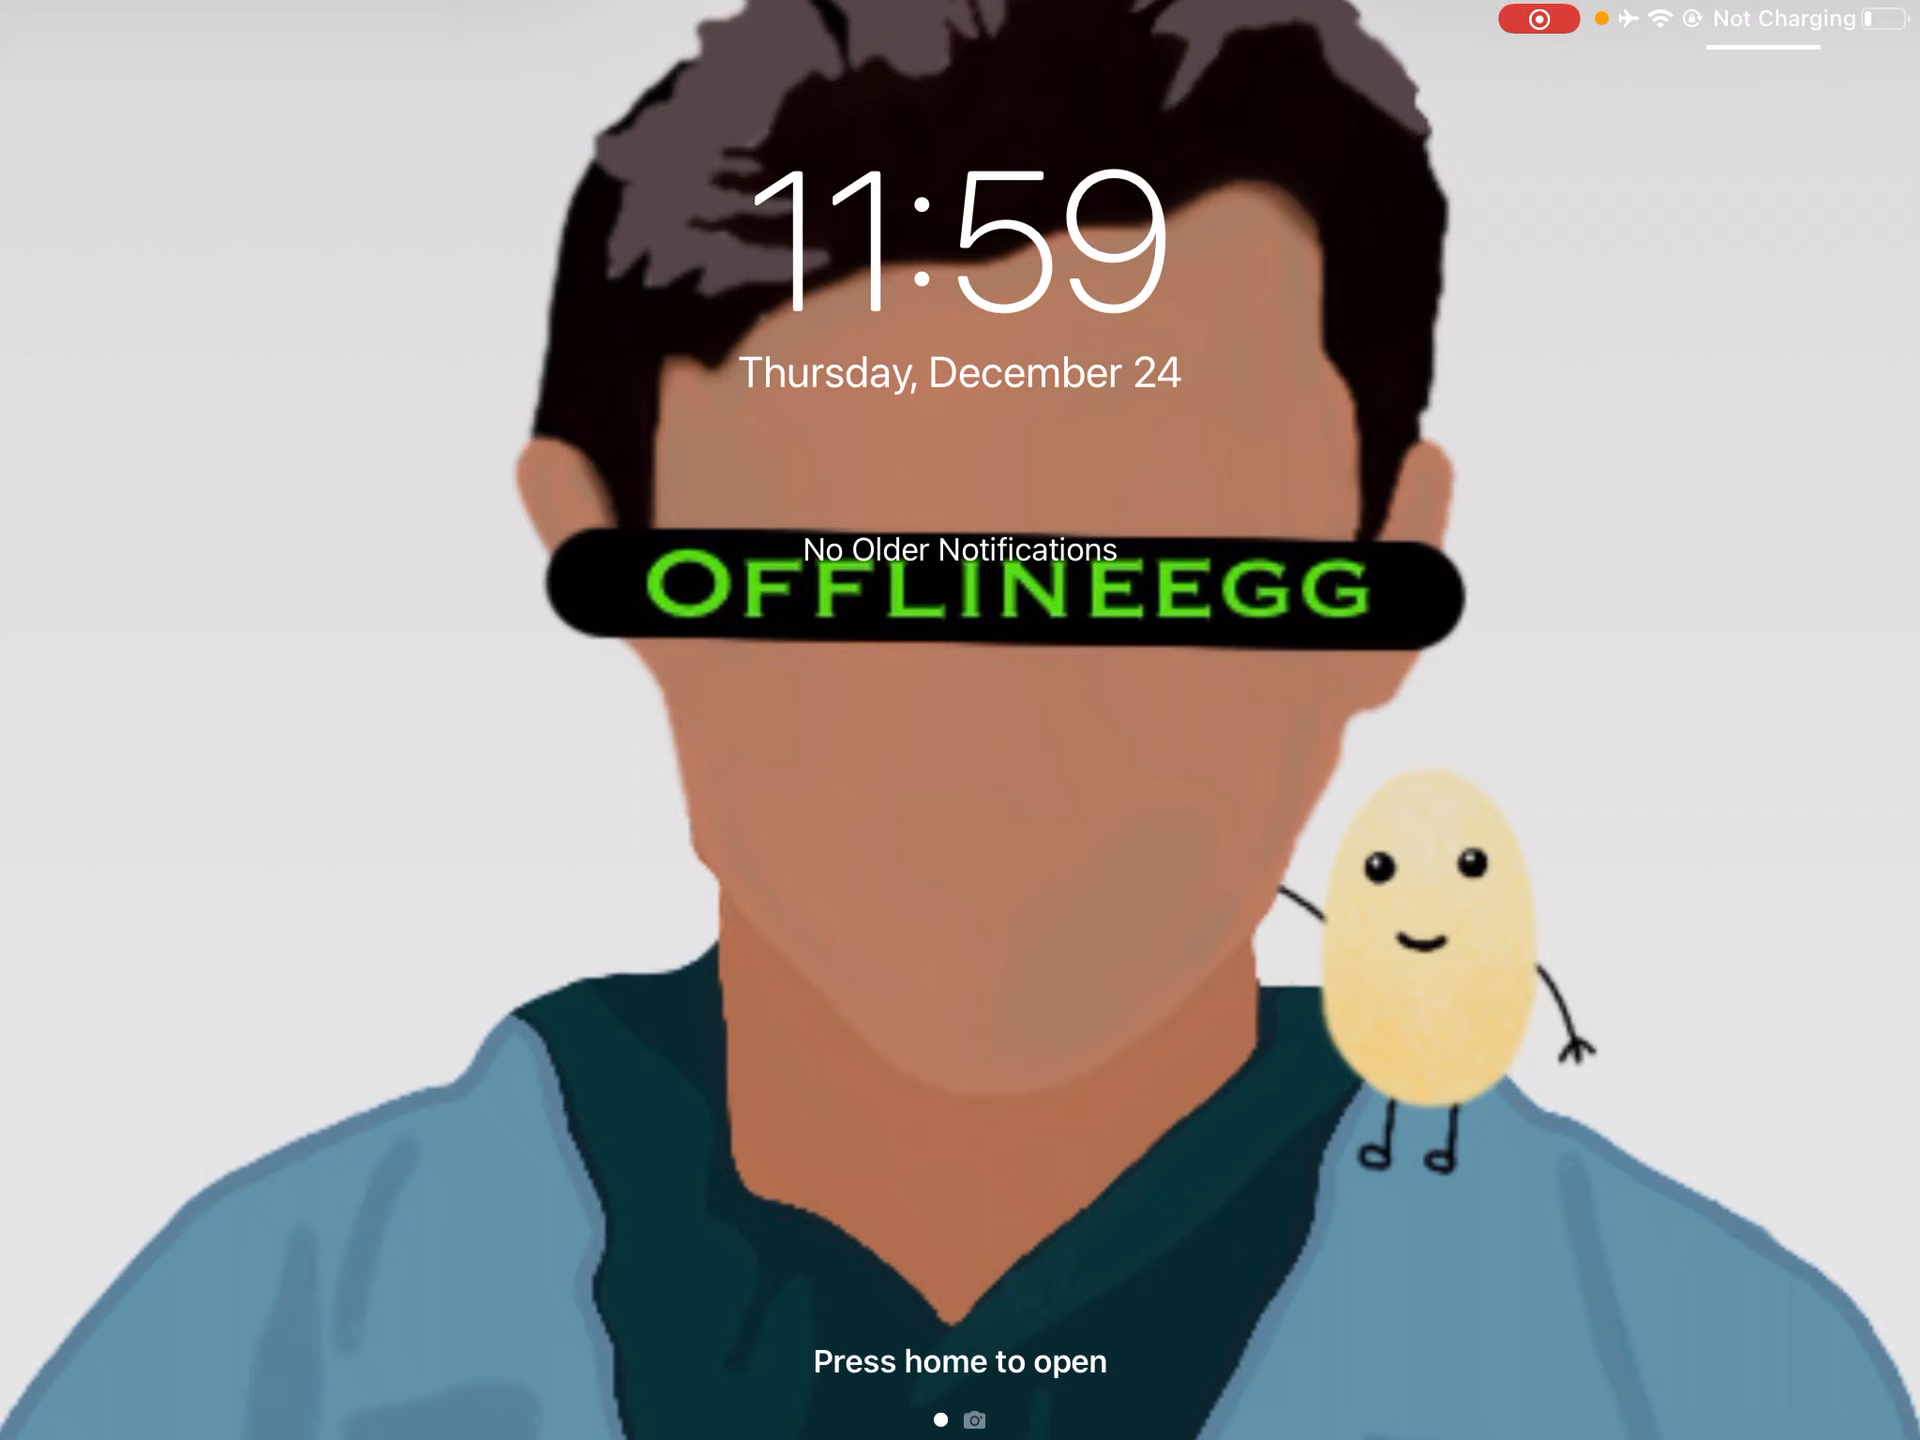 Not Charging
11:59
Thursday, December 24
No Older Notifications
OFFLINEEGG
Press home to open